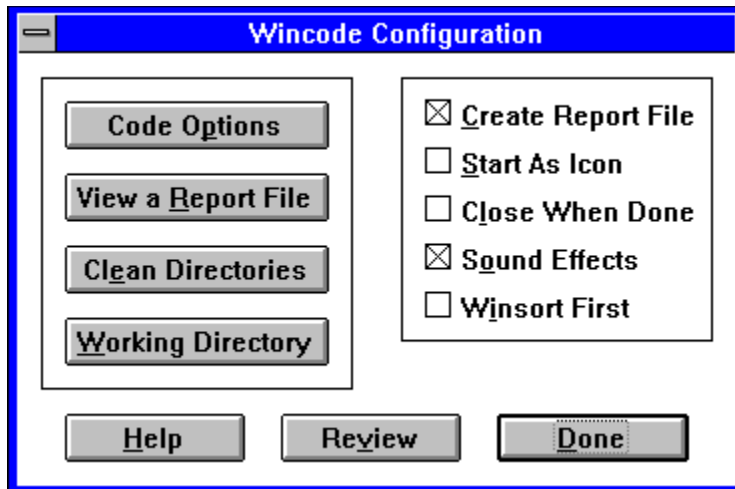 Wincode Configuration
Code Options
View a Report File
Clean Directories
Working Directory
Create Report File
Start As Icon
Close When Done
Sound Effects
Winsort First
Help
Review
Done